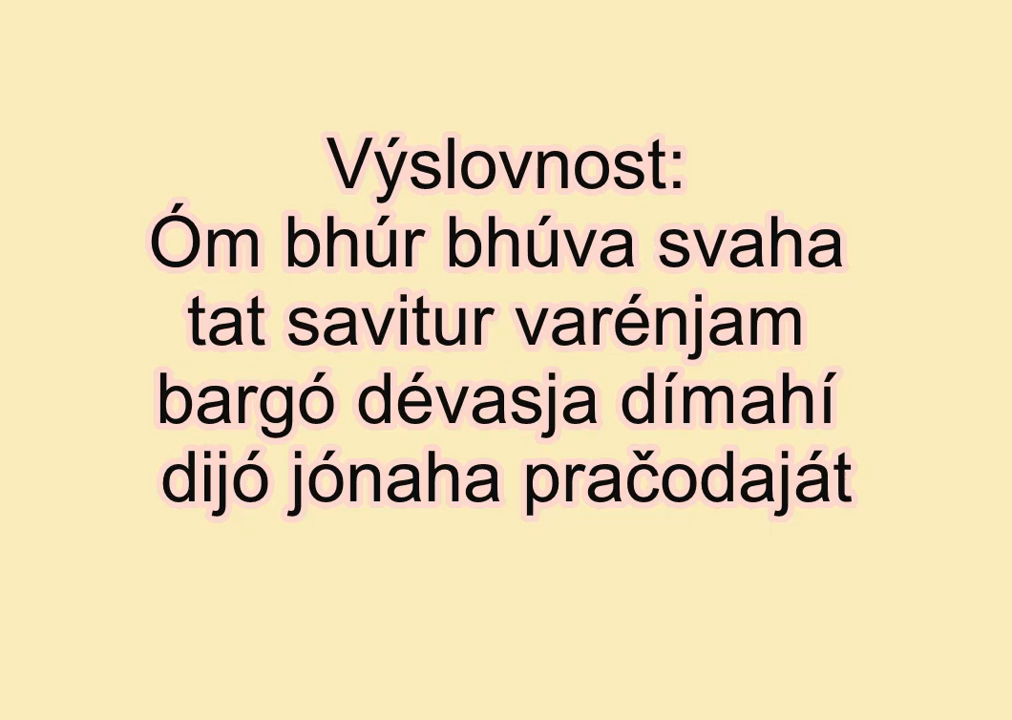 Výslovnost:
Óm bhúr bhúva svaha
tat savitur varénjam
bargó dévasja dímahí
dijó jónaha pračodaját